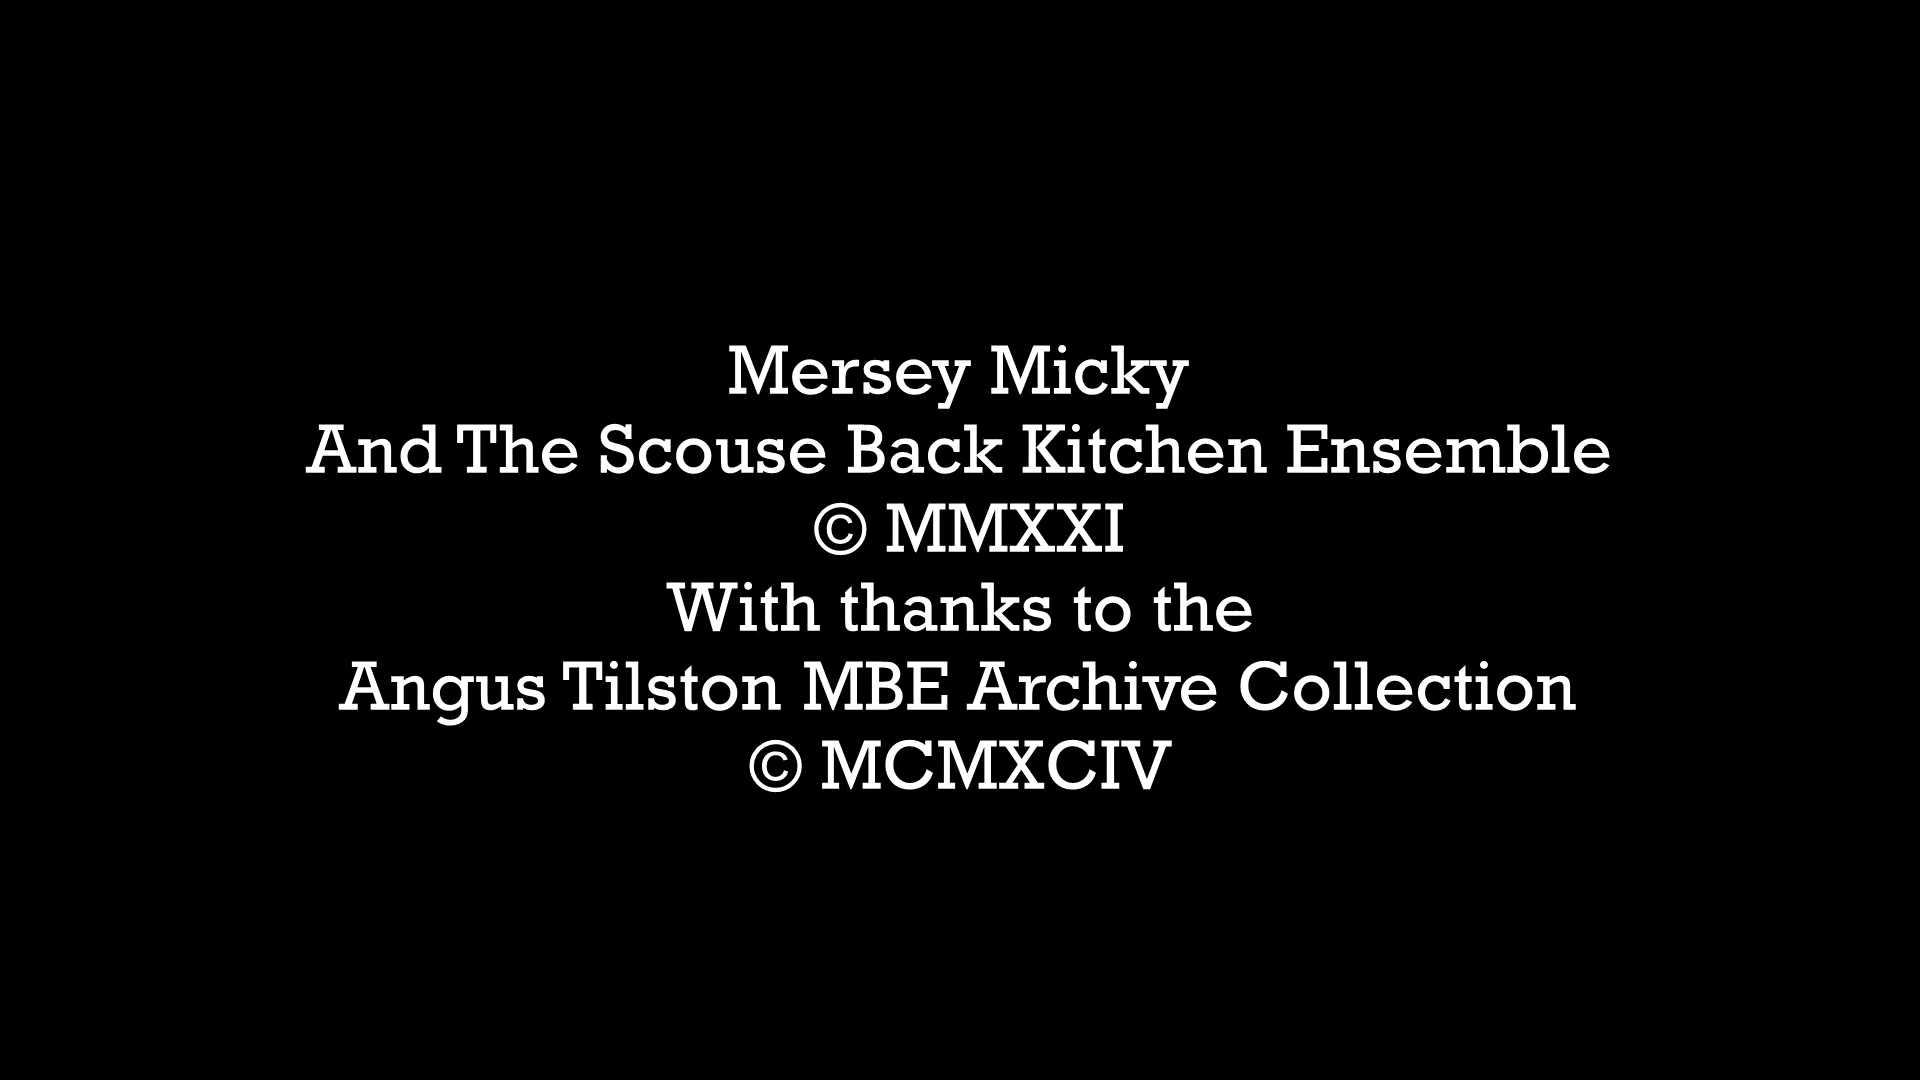 Mersey Micky
And The Scouse Back Kitchen Ensemble
© MMXXI
With thanks to the
Angus Tilston MBE Archive Collection
© MCMXCIV